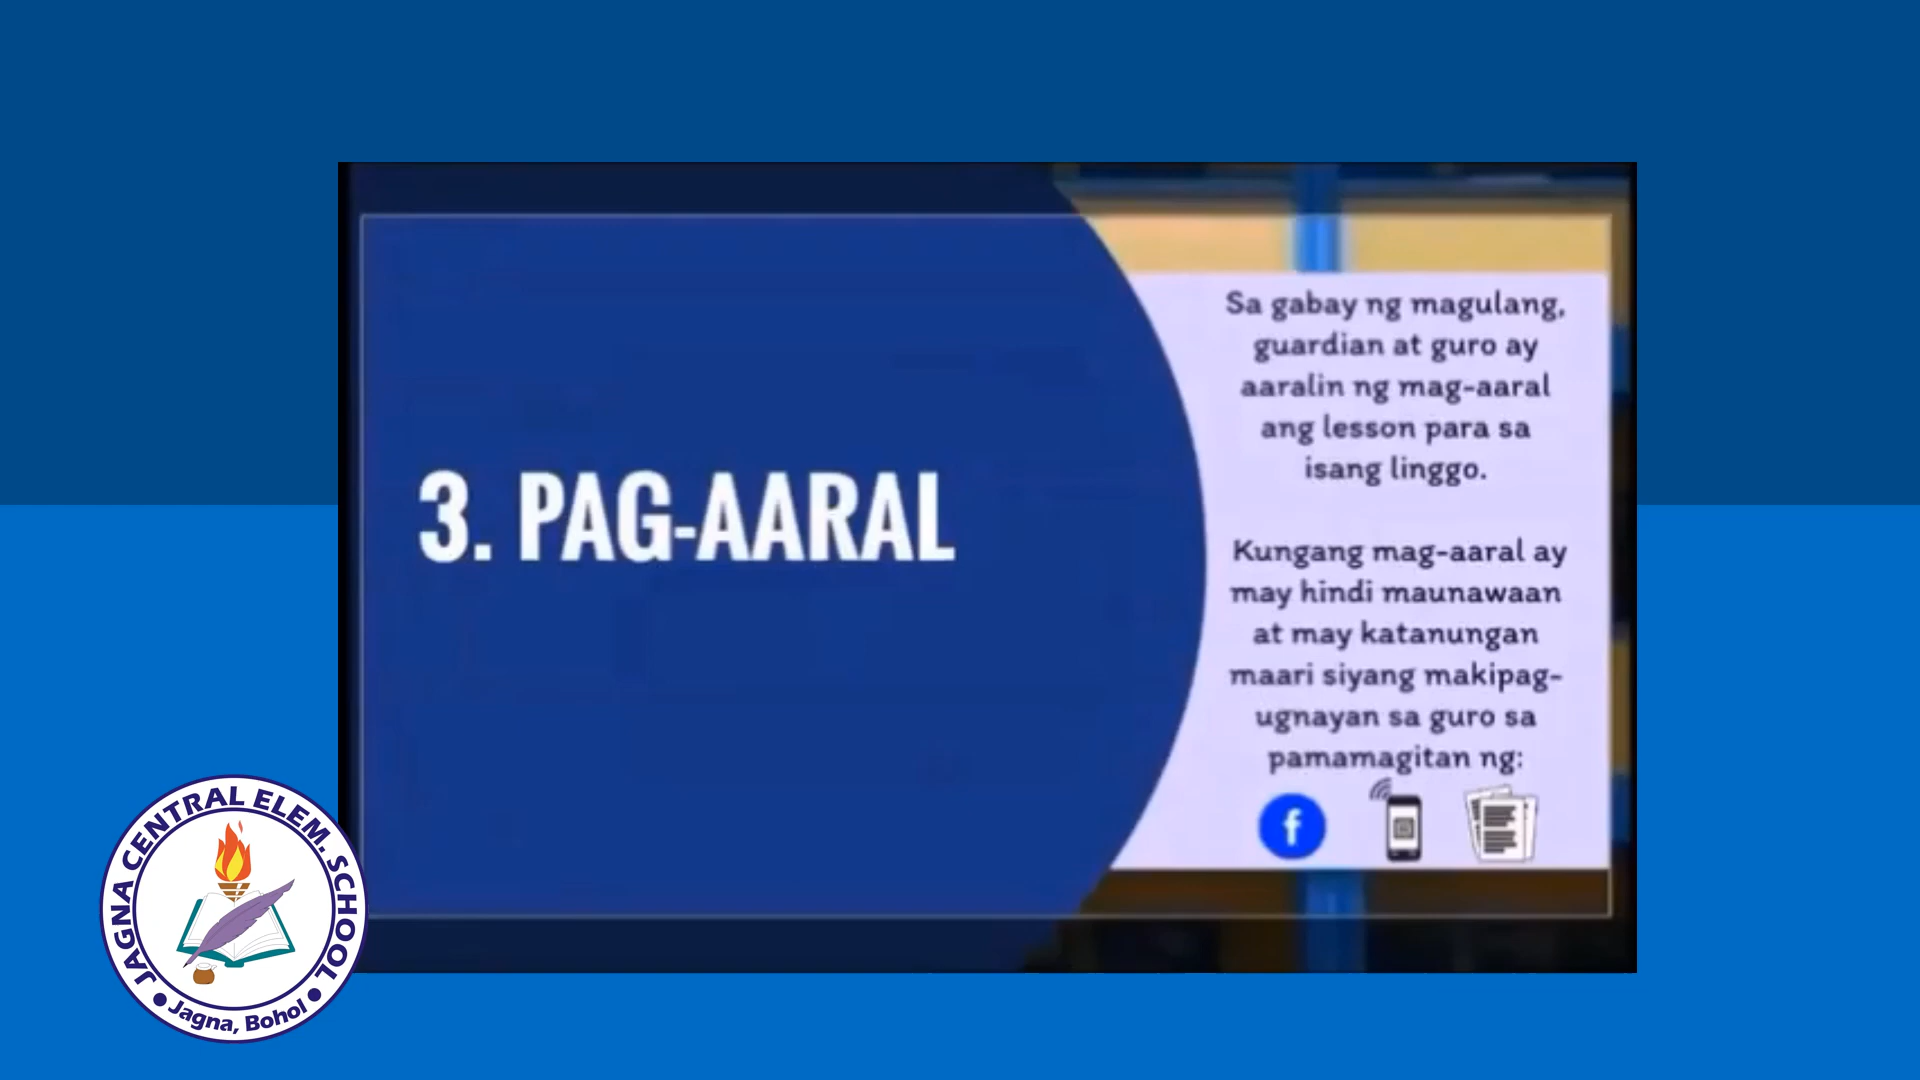 3. PAG-AARAL
Sa gabay ng magulang,
guardian at guro ay
aaralin ng mag-aaral
ang lesson para sa
isang linggo.
Kungang mag-aaral ay
may hindi maunawaan
at may katanungan
maari siyang makipag-
ugnayan sa guro sa
pamamagitan ng:
f
JAGNA CENTRAL ELEM. SCHOOL
Jagna, Bohol